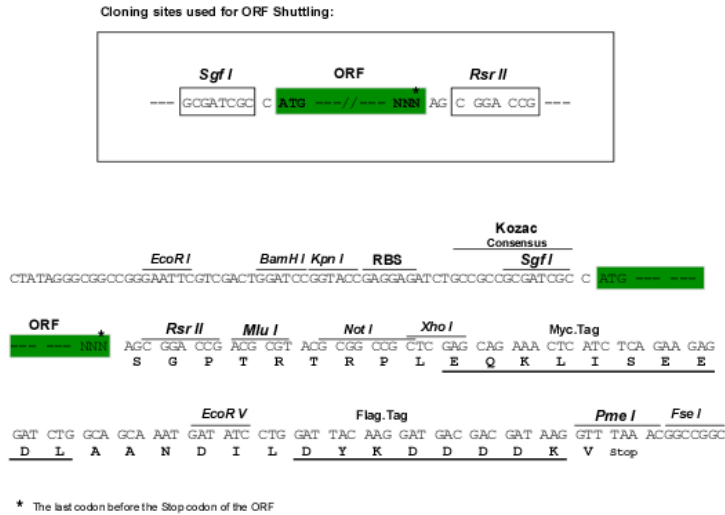 Cloning sites used for ORF Shuttling:
Sgf I ORF Rsr II
*
--- GCGATCGC C ATG ---//--- NNN AG C GGA CCG ---
Kozac
Consensus
EcoR I BamH I Kpn I RBS Sgf I
CTATAGGGCGGCCGGGAATTCGTCGACTGGATCCGGTACCGAGGAGATCTGCCGCCGCGATCGC C ATG --- ---
ORF * Rsr II Mlu I Not I Xho I Myc.Tag
--- --- NNN AGC GGA CCG ACG CGT ACG CGG CCG CTC GAG CAG AAA CTC ATC TCA GAA GAG
S G P T R T R P L E Q K L I S E E
EcoR V Flag.Tag Pme I Fse I
GAT CTG GCA GCA AAT GAT ATC CTG GAT TAC AAG GAT GAC GAC GAT AAG GTT TAA ACGGCCGGC
D L A A N D I L D Y K D D D D K V Stop
* The last codon before the Stop codon of the ORF